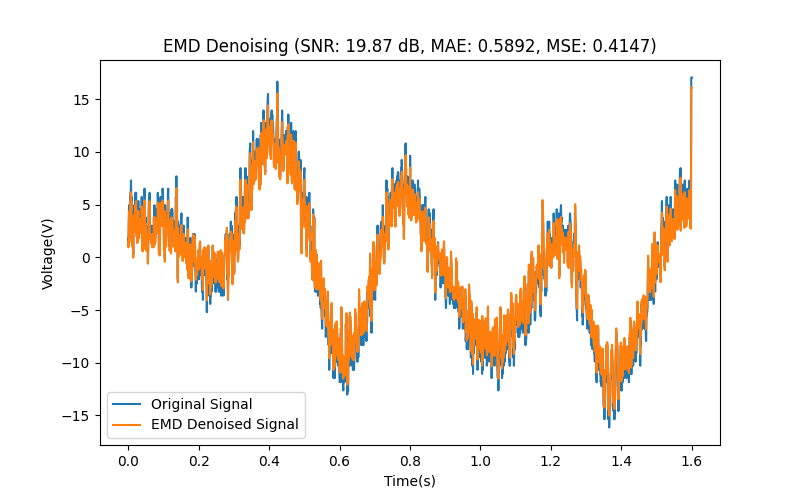 EMD Denoising (SNR: 19.87 dB, MAE: 0.5892, MSE: 0.4147)
Voltage(V)
15
10
5
0
−5
−10
−15
Original Signal
EMD Denoised Signal
0.0 0.2 0.4 0.6 0.8 1.0 1.2 1.4 1.6
Time(s)